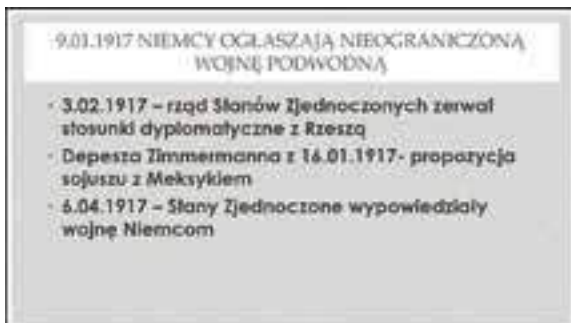 9.01.1917 NIEMCY OGŁASZAJĄ NIEOGRANICZONĄ
WOJNĘ PODWODNĄ
• 3.02.1917 – rząd Stanów Zjednoczonych zerwał
stosunki dyplomatyczne z Rzeszą
• Depesza Zimmermanna z 16.01.1917- propozycja
sojuszu z Meksykiem
• 6.04.1917 – Stany Zjednoczone wypowiedziały
wojnę Niemcom